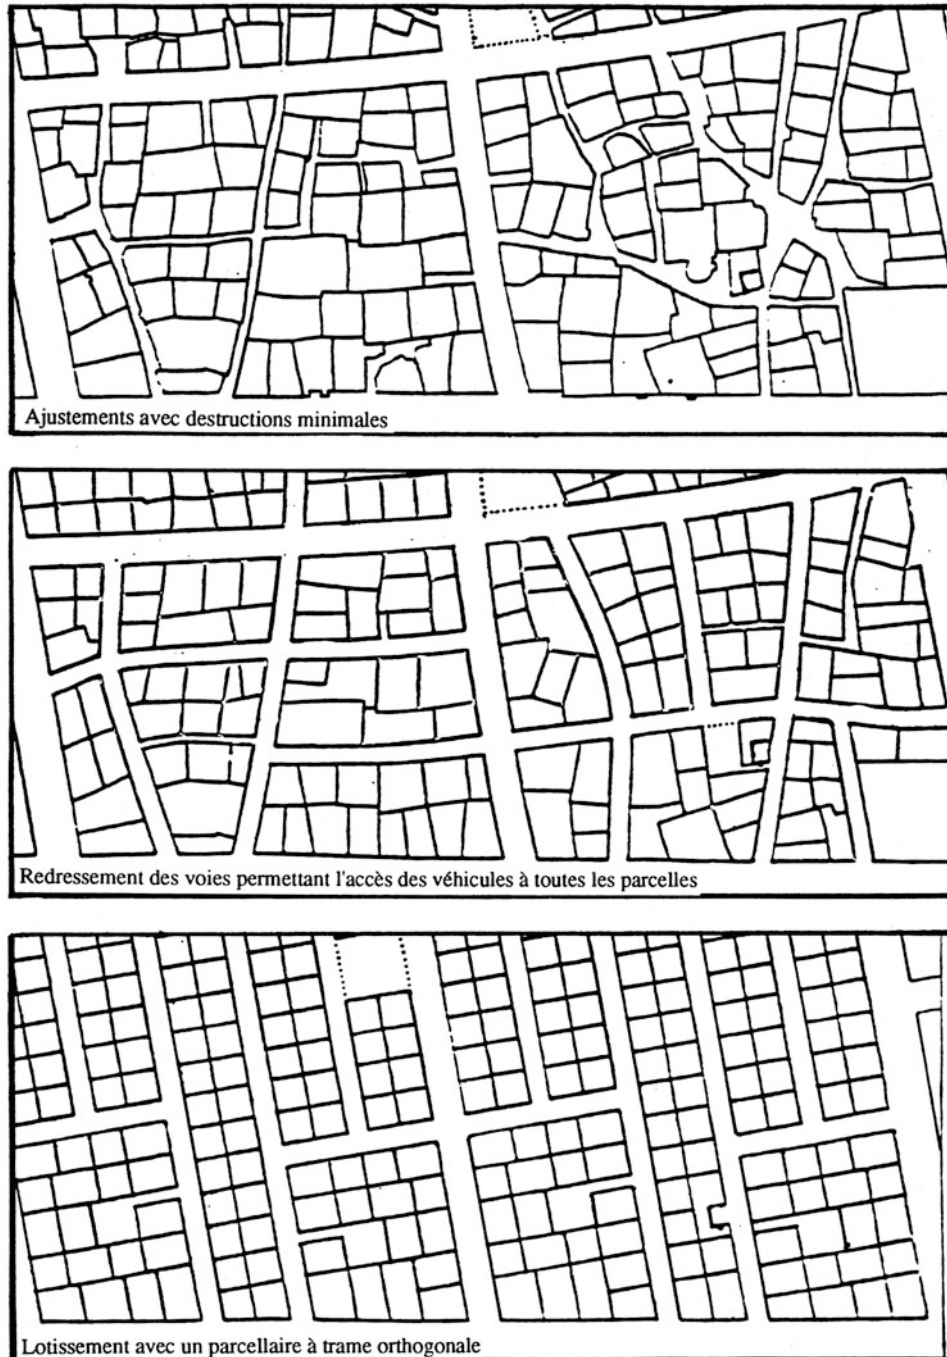 Ajustements avec destructions minimales
Redressement des voies permettant l'accès des véhicules à toutes les parcelles
Lotissement avec un parcellaire à trame orthogonale